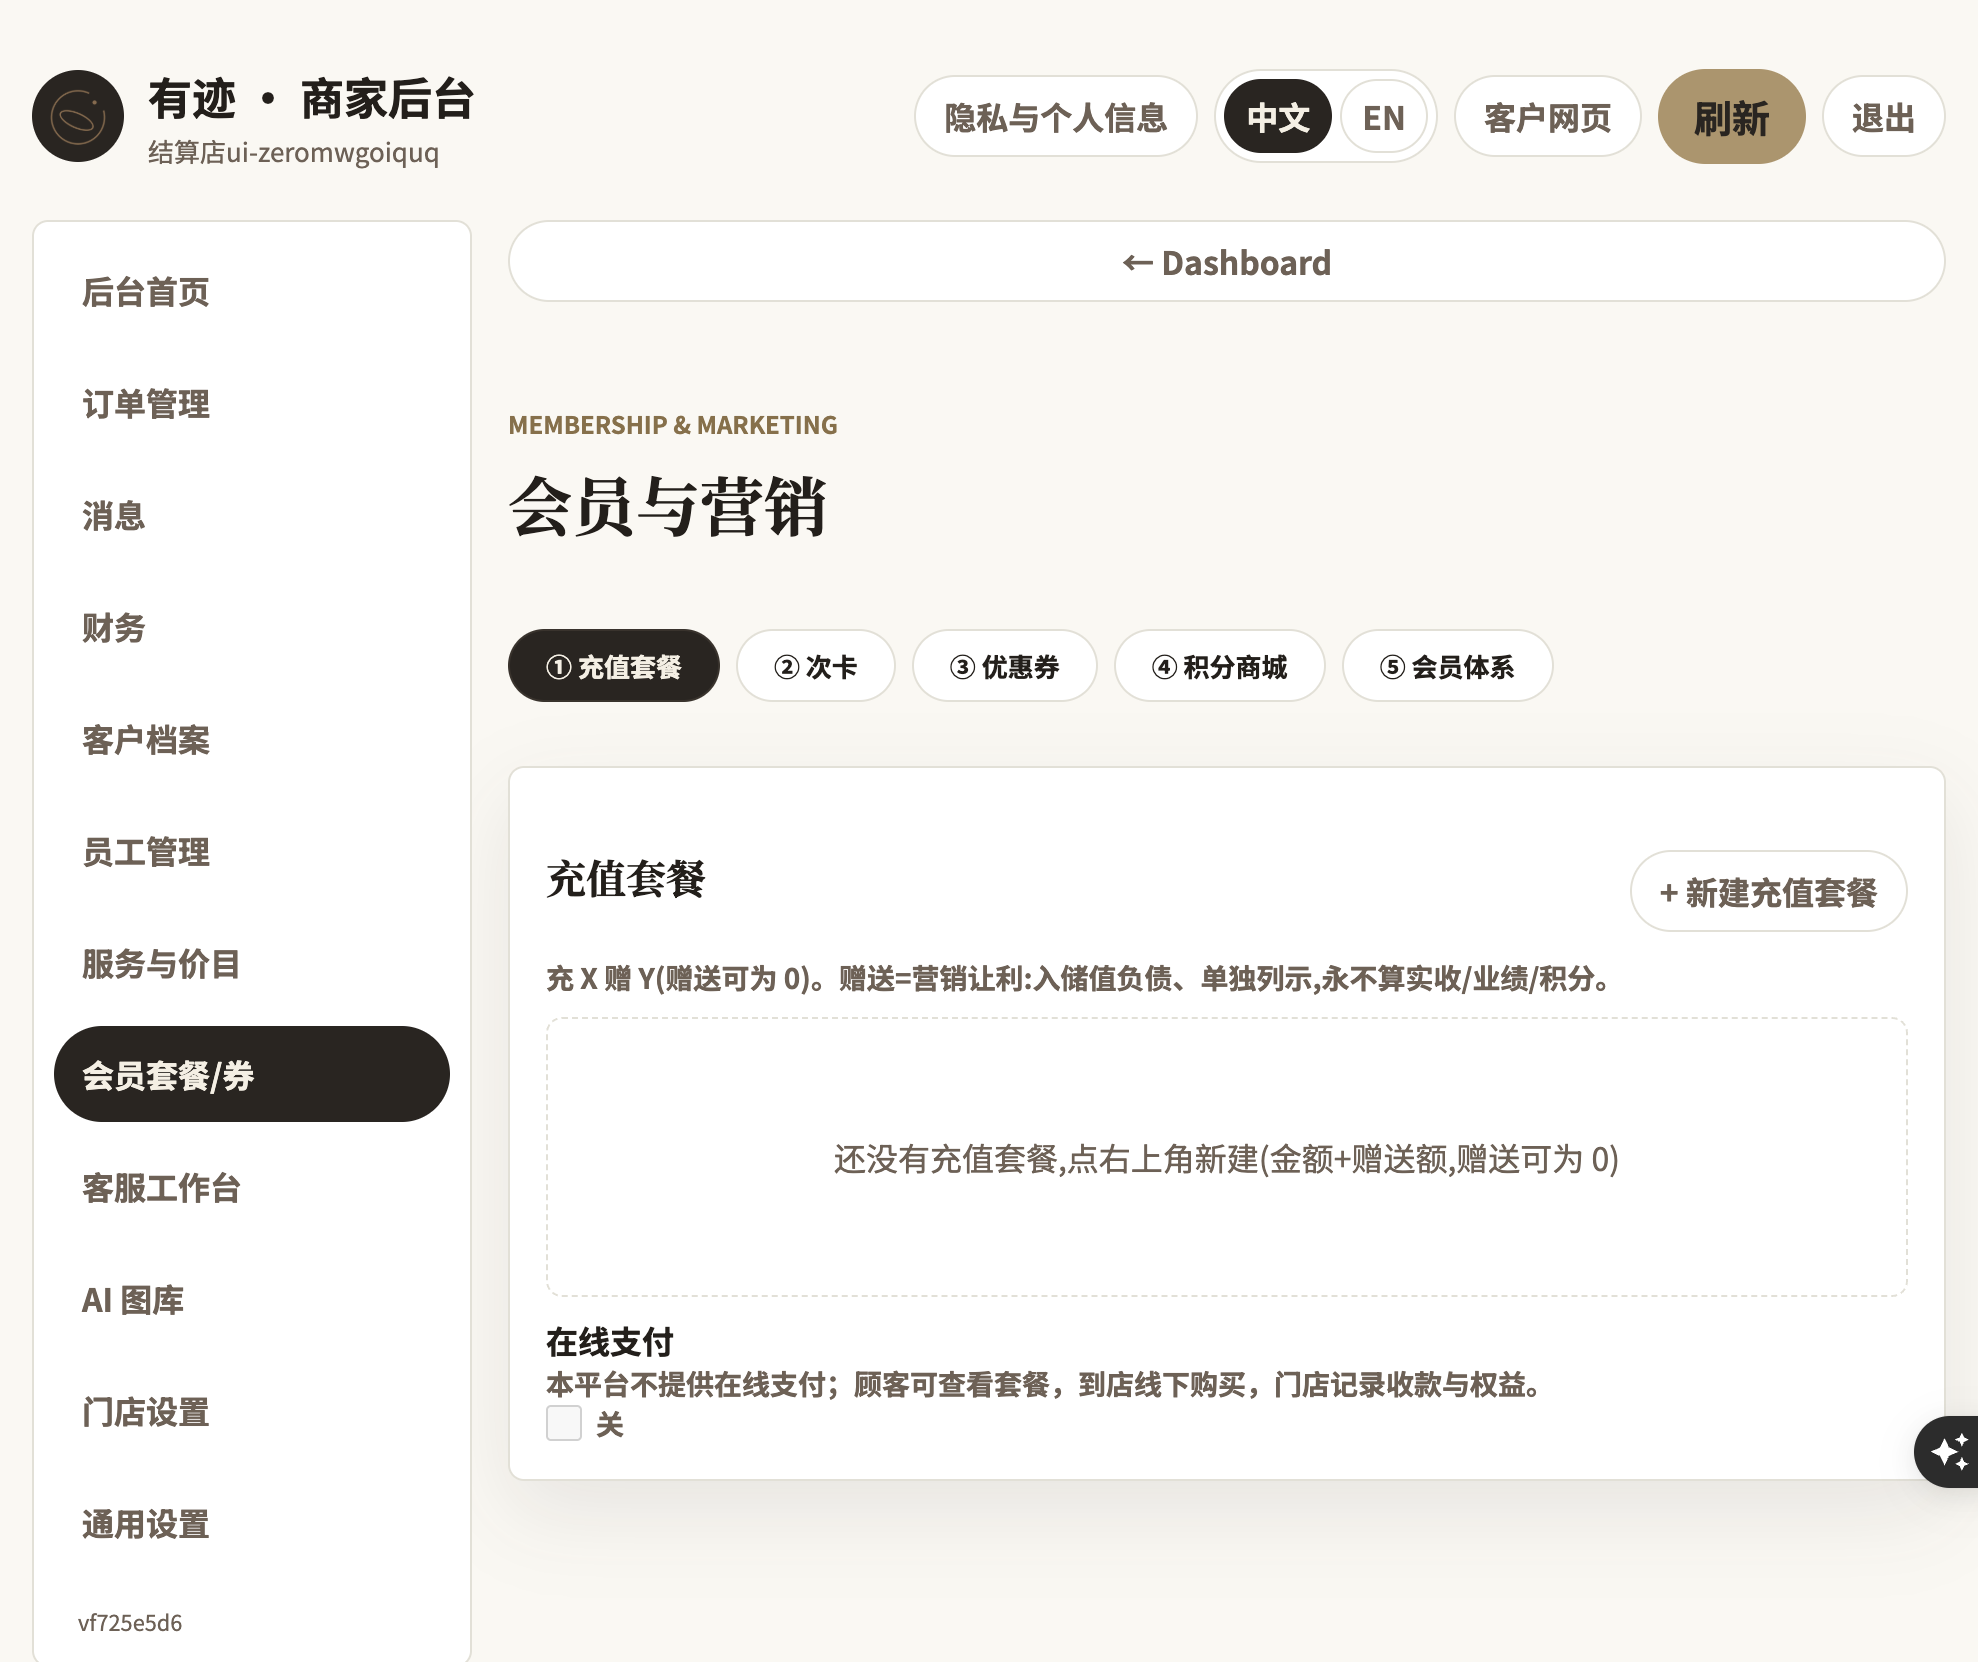 有迹 · 商家后台
结算店ui-zeromwgoiquq
隐私与个人信息
中文
EN
客户网页
刷新
退出
后台首页
订单管理
消息
财务
客户档案
员工管理
服务与价目
会员套餐/券
客服工作台
AI 图库
门店设置
通用设置
vf725e5d6
← Dashboard
MEMBERSHIP & MARKETING
会员与营销
① 充值套餐
② 次卡
③ 优惠券
④ 积分商城
⑤ 会员体系
充值套餐
+ 新建充值套餐
充 X 赠 Y(赠送可为 0)。赠送=营销让利:入储值负债、单独列示,永不算实收/业绩/积分。
还没有充值套餐,点右上角新建(金额+赠送额,赠送可为 0)
在线支付
本平台不提供在线支付；顾客可查看套餐，到店线下购买，门店记录收款与权益。
关